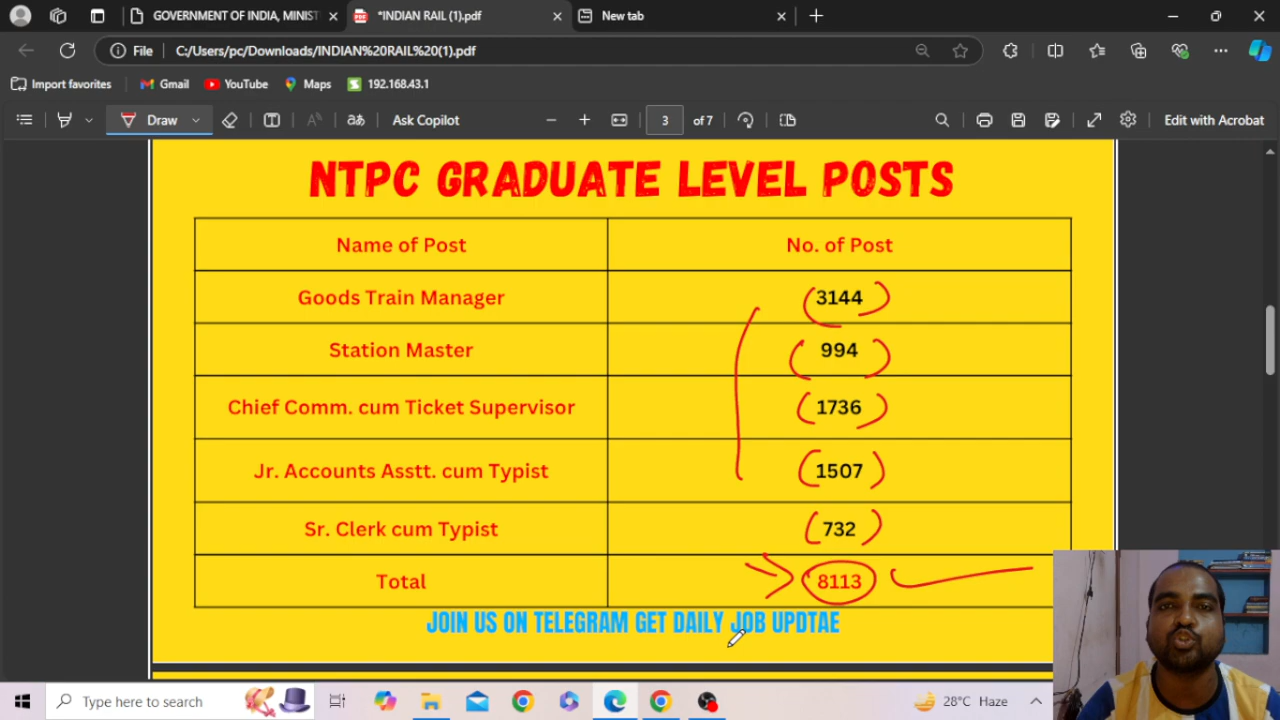 GOVERNMENT OF INDIA, MINIST
*INDIAN RAIL (1).pdf
New tab
File C:/Users/pc/Downloads/INDIAN%20RAIL%20(1).pdf
Import favorites Gmail YouTube Maps 192.168.43.1
Draw aあ Ask Copilot 3 of 7 Edit with Acrobat
NTPC GRADUATE LEVEL POSTS
Name of Post No. of Post
Goods Train Manager 3144
Station Master 994
Chief Comm. cum Ticket Supervisor 1736
Jr. Accounts Asstt. cum Typist 1507
Sr. Clerk cum Typist 732
Total 8113
JOIN US ON TELEGRAM GET DAILY JOB UPDTAE
Type here to search 28°C Haze